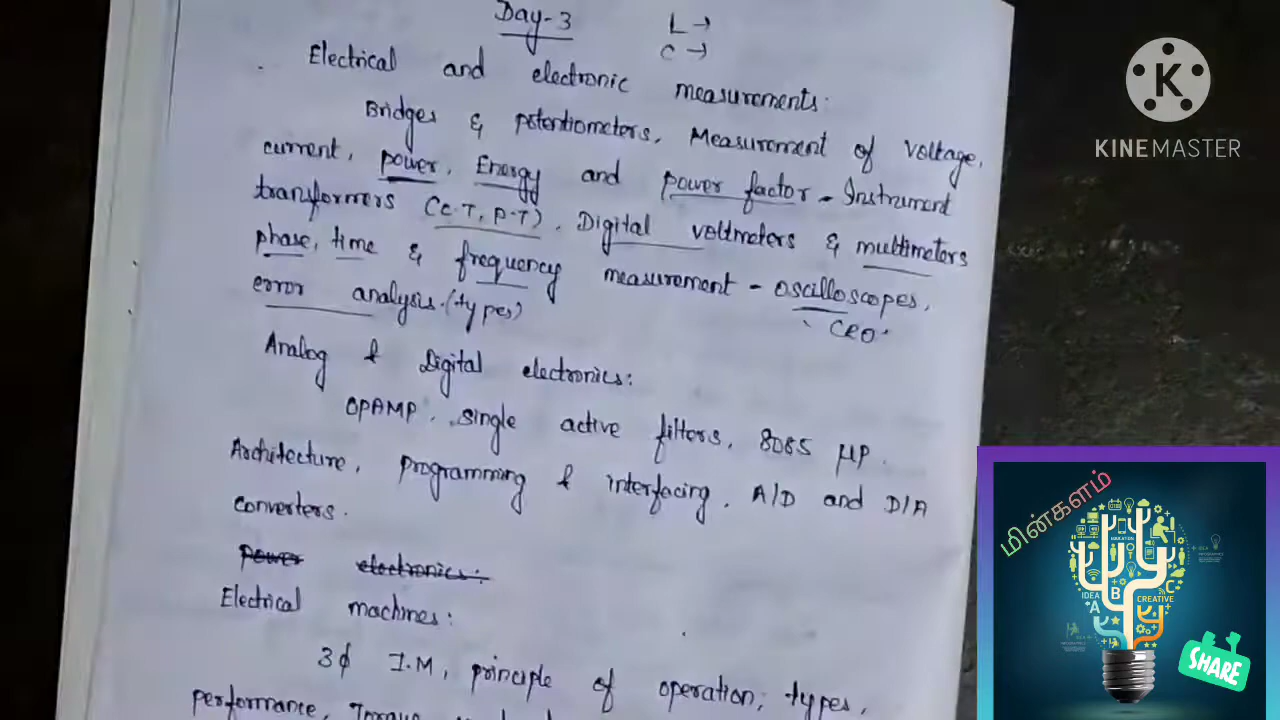 Day-3
L →
C →
Electrical and electronic measurements:
Bridges & potentiometers, Measurement of voltage,
current, power, Energy and power factor - Instrument
transformers (C.T, P.T). Digital voltmeters & multimeters
phase, time & frequency measurement - oscilloscopes,
error analysis. (types)
"CRO"
Analog & Digital electronics:
OPAMP. single active filters, 8085 μP.
Architecture, programming & interfacing, A/D and D/A
converters.
power electronics:
Electrical machines:
3ϕ I.M, principle of operation, types,
performance, Torque
KINEMASTER
K
மின்களம்
IDEA
A
B
C
CREATIVE
SHARE